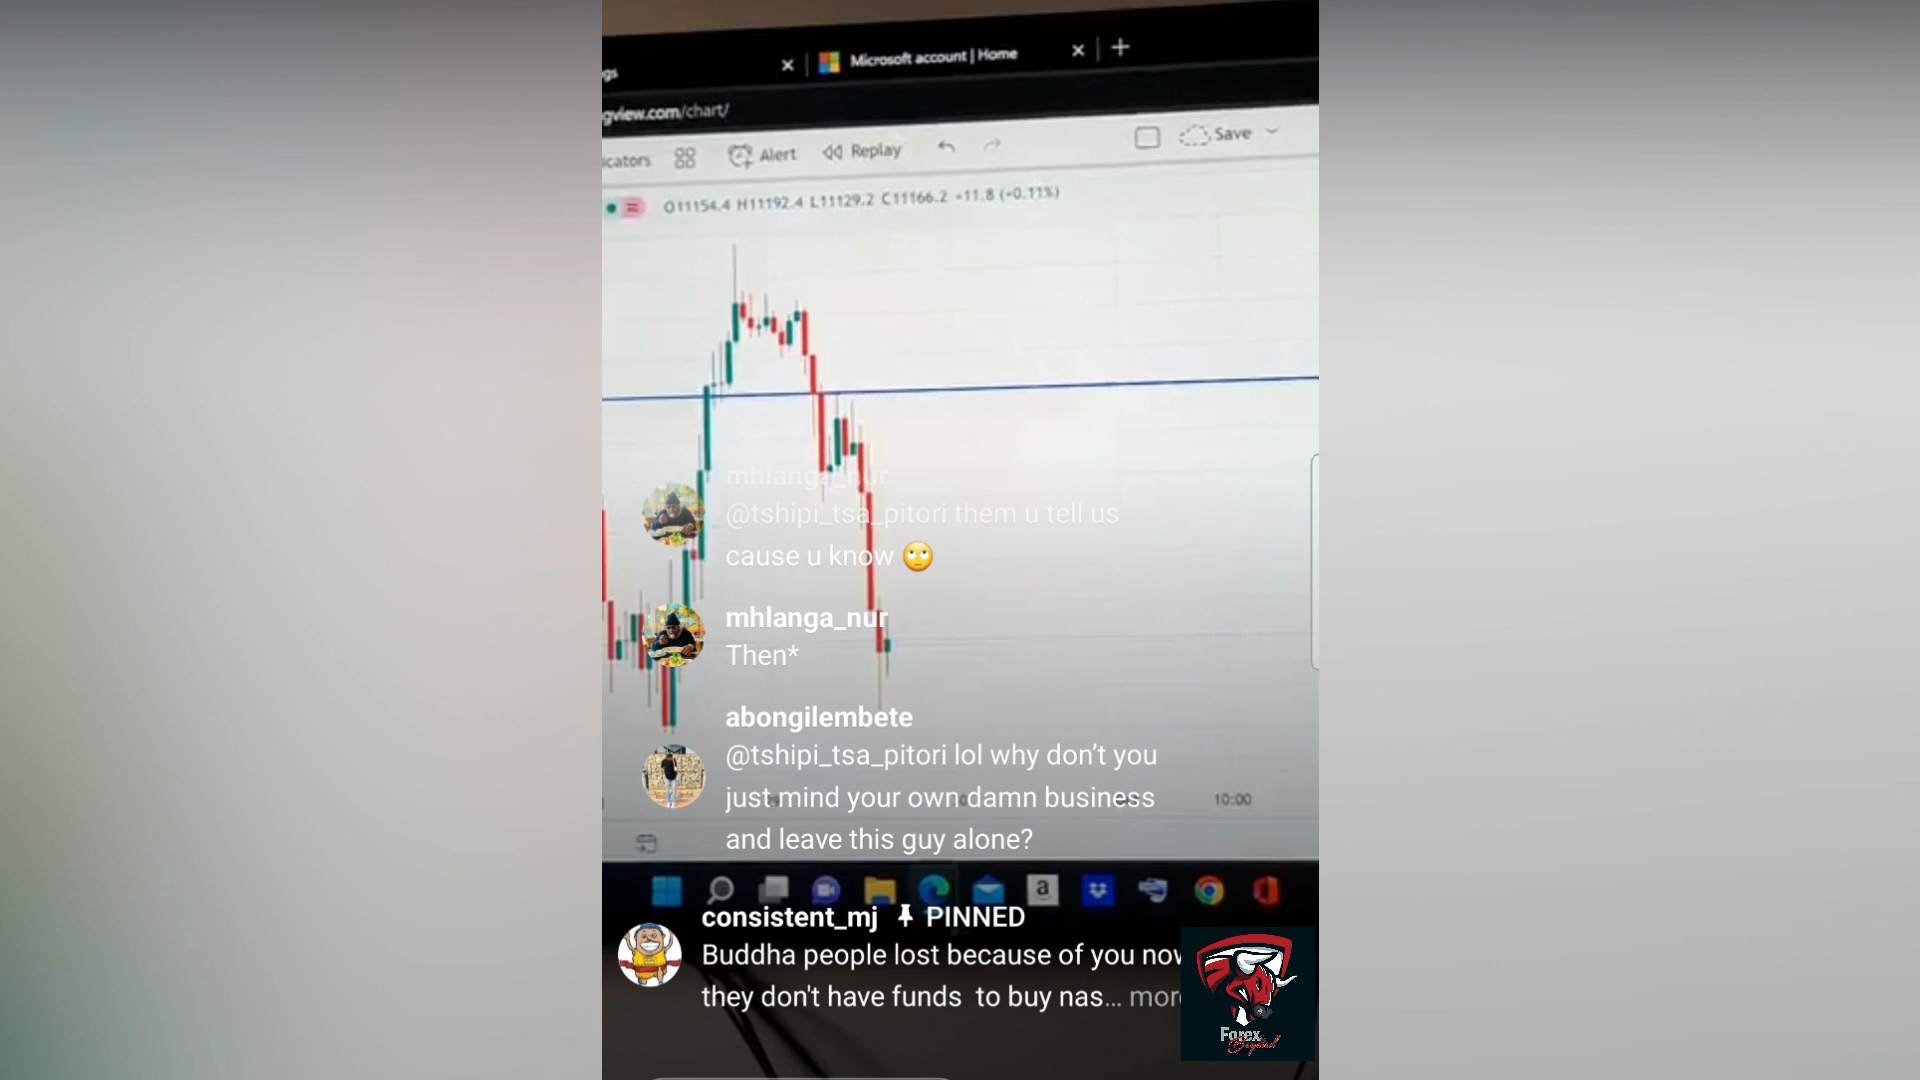 gs
Microsoft account | Home
gview.com/chart/
icators
Alert
Replay
Save
O11154.4 H11192.4 L11129.2 C11166.2 +11.8 (+0.11%)
mhlanga_nur
@tshipi_tsa_pitori them u tell us
cause u know 🙄
mhlanga_nur
Then*
abongilembete
@tshipi_tsa_pitori lol why don’t you
just mind your own damn business
and leave this guy alone?
10:00
consistent_mj PINNED
Buddha people lost because of you now
they don't have funds to buy nas... more
Forex
Beyond